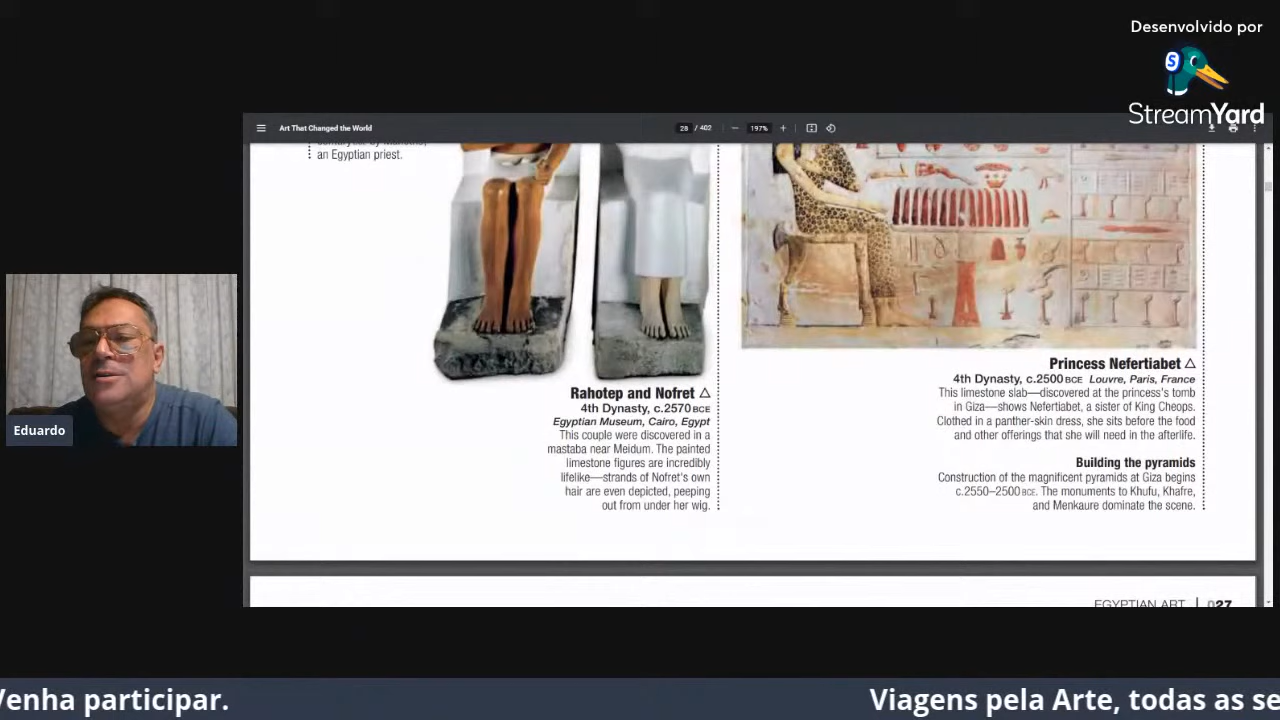 Desenvolvido por
StreamYard
Art That Changed the World
28 / 402
197%
an Egyptian priest.
Rahotep and Nofret △
4th Dynasty, c.2570 BCE
Egyptian Museum, Cairo, Egypt
This couple were discovered in a
mastaba near Meidum. The painted
limestone figures are incredibly
lifelike—strands of Nofret's own
hair are even depicted, peeping
out from under her wig.
Princess Nefertiabet △
4th Dynasty, c.2500 BCE Louvre, Paris, France
This limestone slab—discovered at the princess's tomb
in Giza—shows Nefertiabet, a sister of King Cheops.
Clothed in a panther-skin dress, she sits before the food
and other offerings that she will need in the afterlife.
Building the pyramids
Construction of the magnificent pyramids at Giza begins
c.2550–2500 BCE. The monuments to Khufu, Khafre,
and Menkaure dominate the scene.
EGYPTIAN ART | 027
Eduardo
Venha participar.
Viagens pela Arte, todas as se